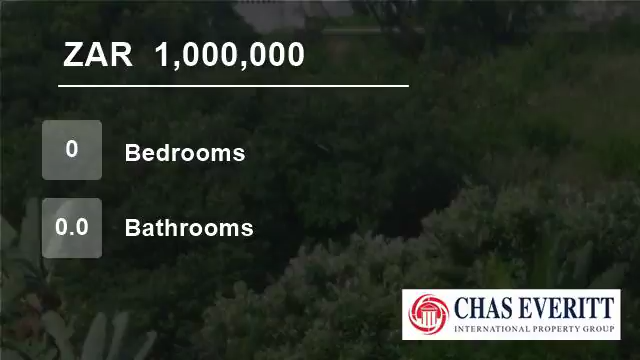 ZAR 1,000,000
0
Bedrooms
0.0
Bathrooms
CHAS EVERITT
INTERNATIONAL PROPERTY GROUP